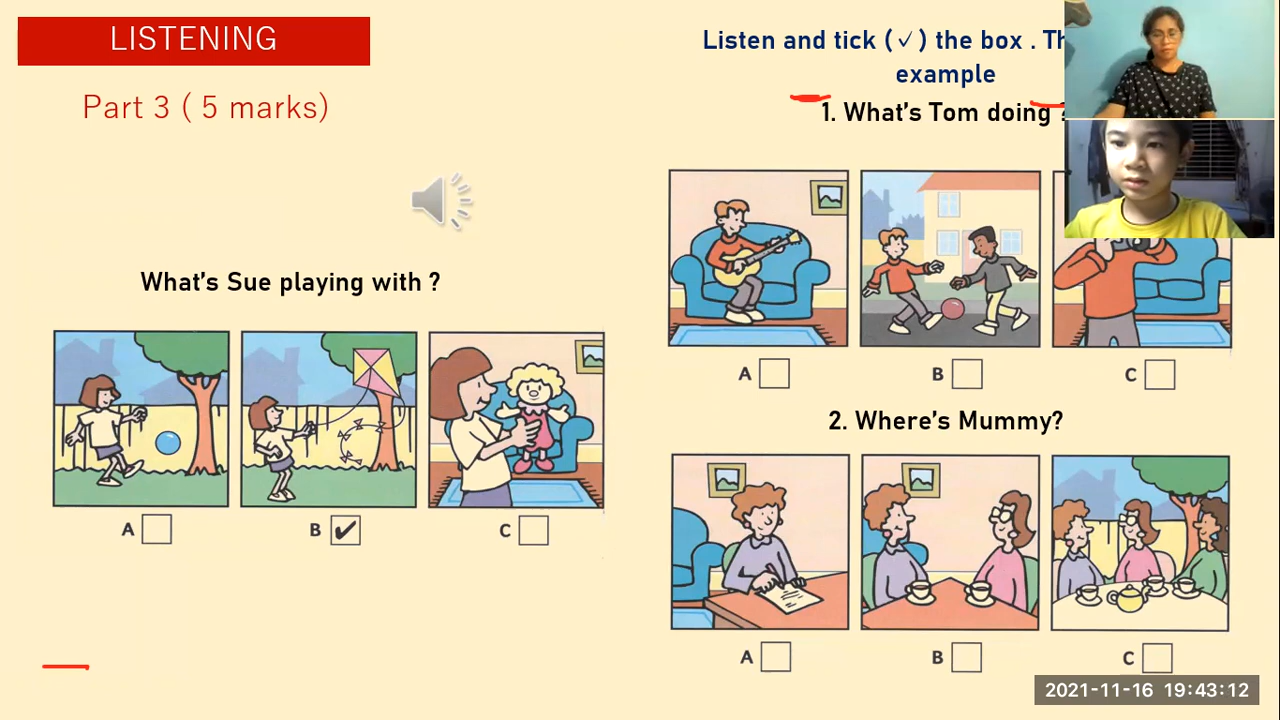 LISTENING
Part 3 ( 5 marks)
What's Sue playing with ?
A
B ✔
C
Listen and tick (✓) the box .
example
1. What's Tom doing ?
A
B
C
2. Where's Mummy?
A
B
C
2021-11-16 19:43:12